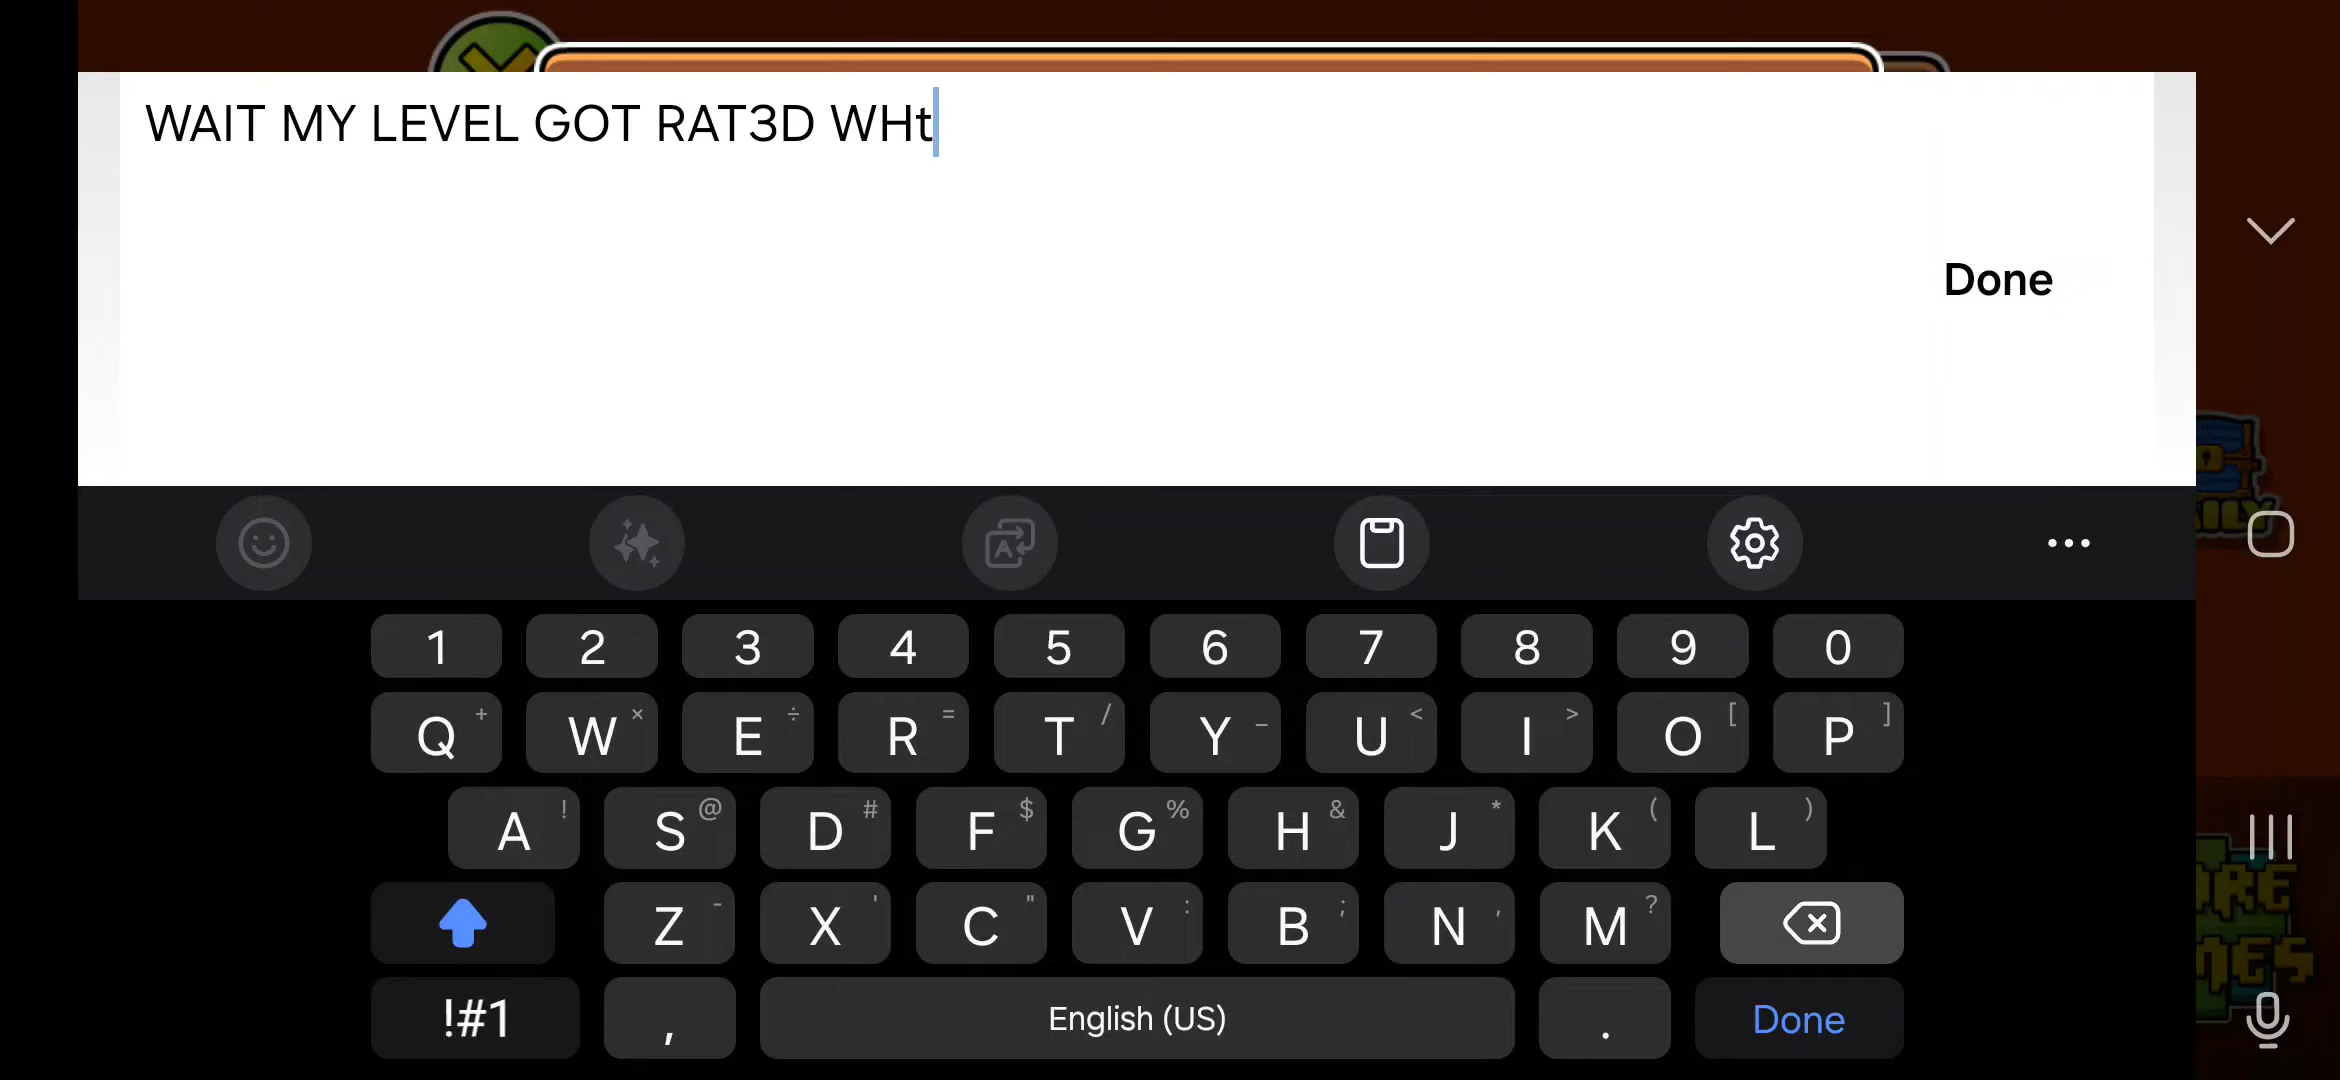 WAIT MY LEVEL GOT RAT3D WHt
Done
1 2 3 4 5 6 7 8 9 0
Q + W × E ÷ R = T / Y _ U < I > O [ P ]
A ! S @ D # F $ G % H & J * K ( L )
Z - X ' C " V : B ; N , M ?
!#1 , English (US) . Done